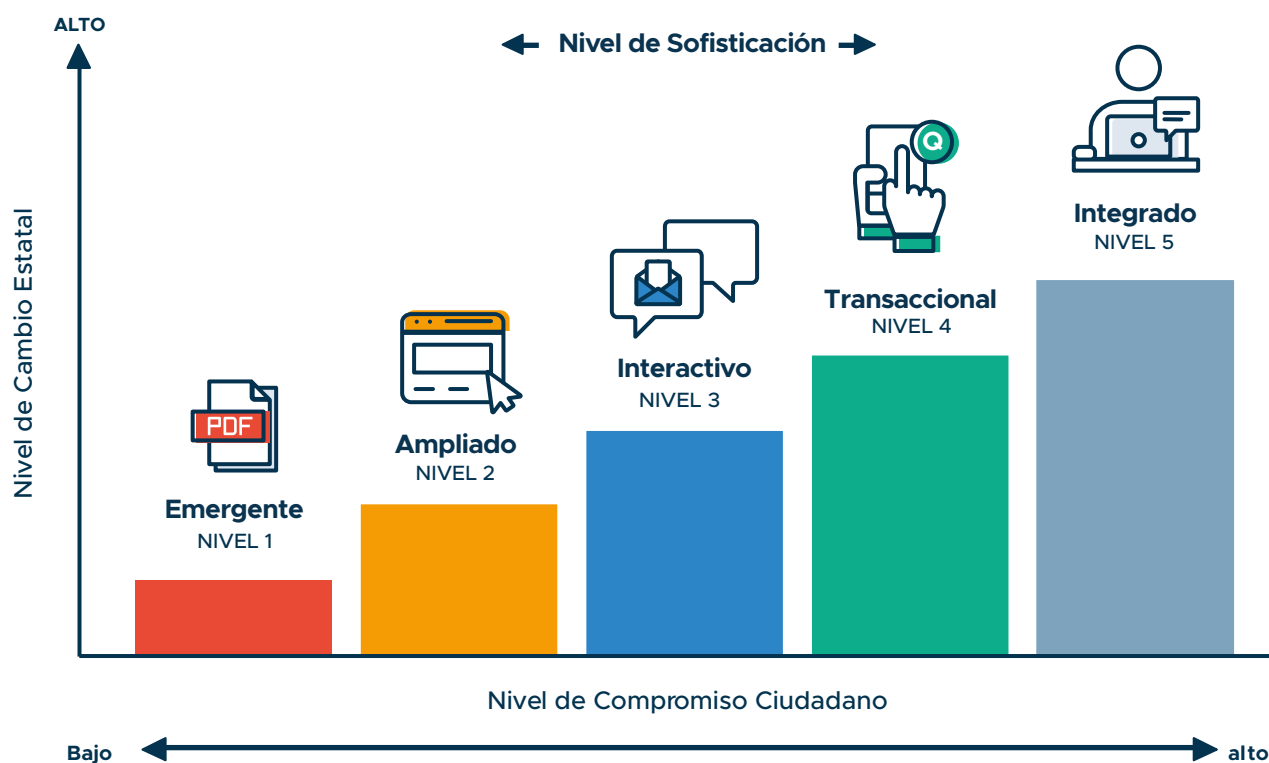 ALTO
Nivel de Sofisticación
Nivel de Cambio Estatal
Q
Integrado
NIVEL 5
Transaccional
NIVEL 4
Interactivo
NIVEL 3
PDF
Ampliado
NIVEL 2
Emergente
NIVEL 1
Nivel de Compromiso Ciudadano
Bajo
alto